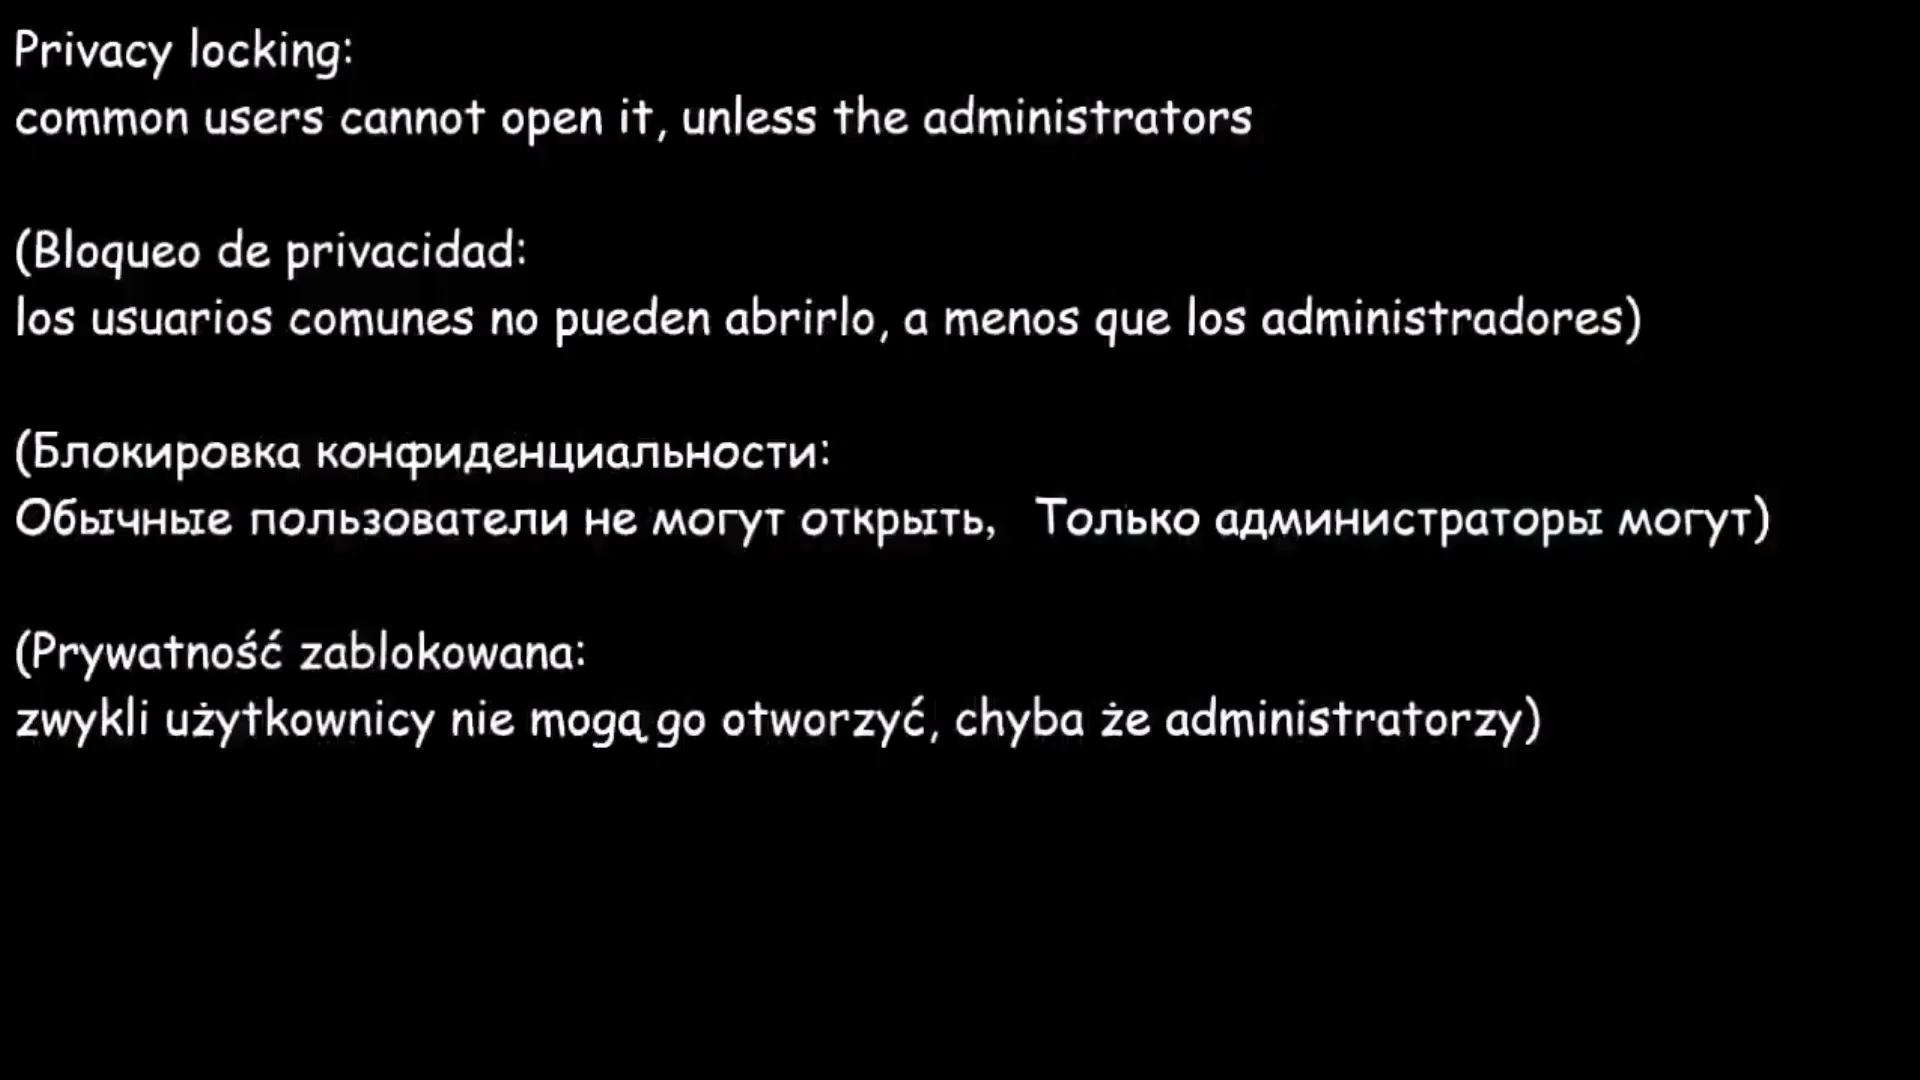 Privacy locking:
common users cannot open it, unless the administrators
(Bloqueo de privacidad:
los usuarios comunes no pueden abrirlo, a menos que los administradores)
(Блокировка конфиденциальности:
Обычные пользователи не могут открыть, Только администраторы могут)
(Prywatność zablokowana:
zwykli użytkownicy nie mogą go otworzyć, chyba że administratorzy)